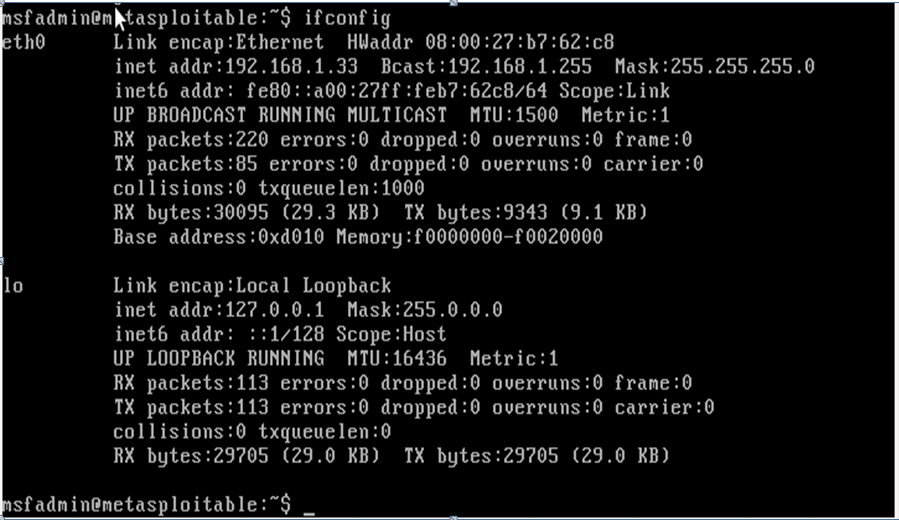 msfadmin@metasploitable:~$ ifconfig
eth0 Link encap:Ethernet HWaddr 08:00:27:b7:62:c8
inet addr:192.168.1.33 Bcast:192.168.1.255 Mask:255.255.255.0
inet6 addr: fe80::a00:27ff:feb7:62c8/64 Scope:Link
UP BROADCAST RUNNING MULTICAST MTU:1500 Metric:1
RX packets:220 errors:0 dropped:0 overruns:0 frame:0
TX packets:85 errors:0 dropped:0 overruns:0 carrier:0
collisions:0 txqueuelen:1000
RX bytes:30095 (29.3 KB) TX bytes:9343 (9.1 KB)
Base address:0xd010 Memory:f0000000-f0020000
lo Link encap:Local Loopback
inet addr:127.0.0.1 Mask:255.0.0.0
inet6 addr: ::1/128 Scope:Host
UP LOOPBACK RUNNING MTU:16436 Metric:1
RX packets:113 errors:0 dropped:0 overruns:0 frame:0
TX packets:113 errors:0 dropped:0 overruns:0 carrier:0
collisions:0 txqueuelen:0
RX bytes:29705 (29.0 KB) TX bytes:29705 (29.0 KB)
msfadmin@metasploitable:~$ _